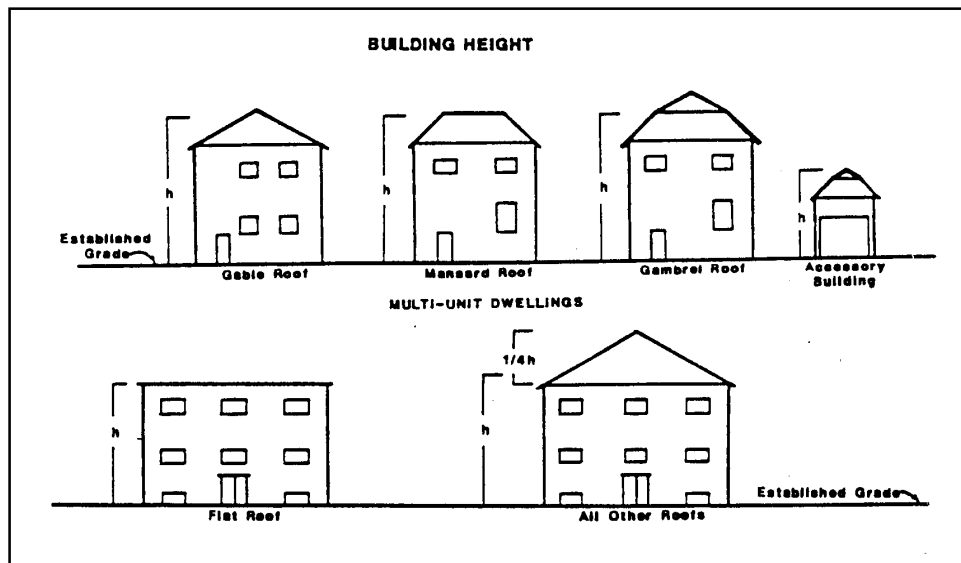 BUILDING HEIGHT
h
h
h
h
Established
Grade
Gable Roof
Mansard Roof
Gambrel Roof
Accessory
Building
MULTI-UNIT DWELLINGS
1/4h
h
h
Established Grade
Flat Roof
All Other Roofs